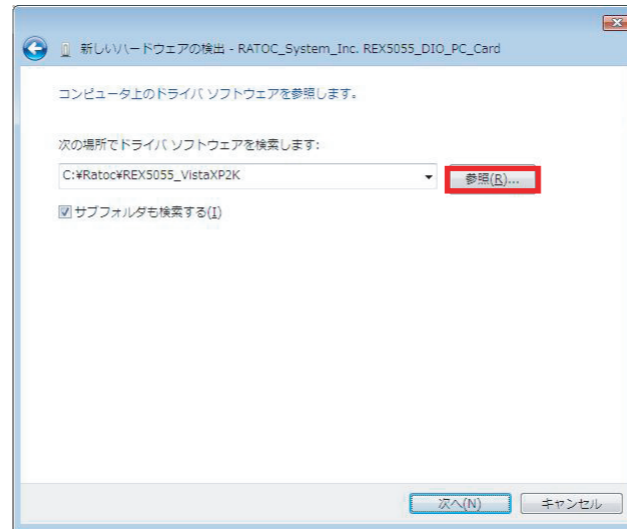 新しいハードウェアの検出 - RATOC_System_Inc. REX5055_DIO_PC_Card
コンピュータ上のドライバ ソフトウェアを参照します。
次の場所でドライバ ソフトウェアを検索します:
C:¥Ratoc¥REX5055_VistaXP2K
参照(R)...
サブフォルダも検索する(I)
次へ(N)
キャンセル